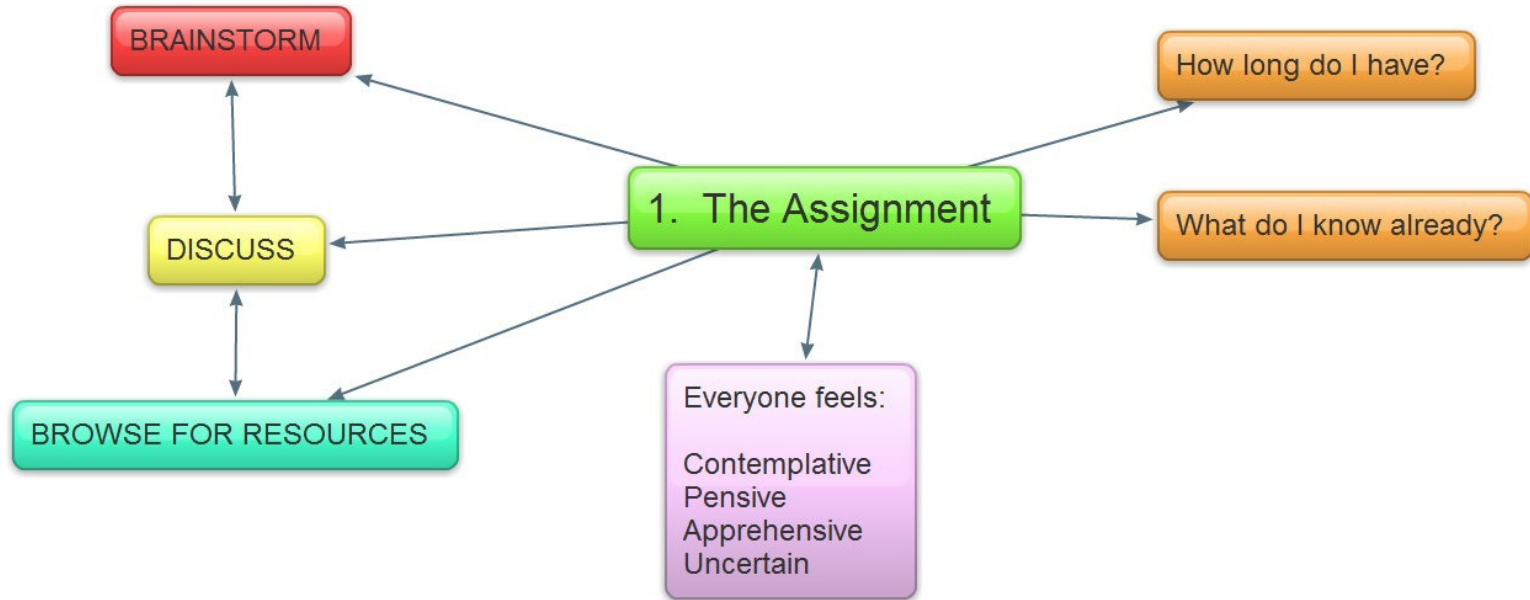 BRAINSTORM
How long do I have?
1. The Assignment
What do I know already?
DISCUSS
BROWSE FOR RESOURCES
Everyone feels:
Contemplative
Pensive
Apprehensive
Uncertain